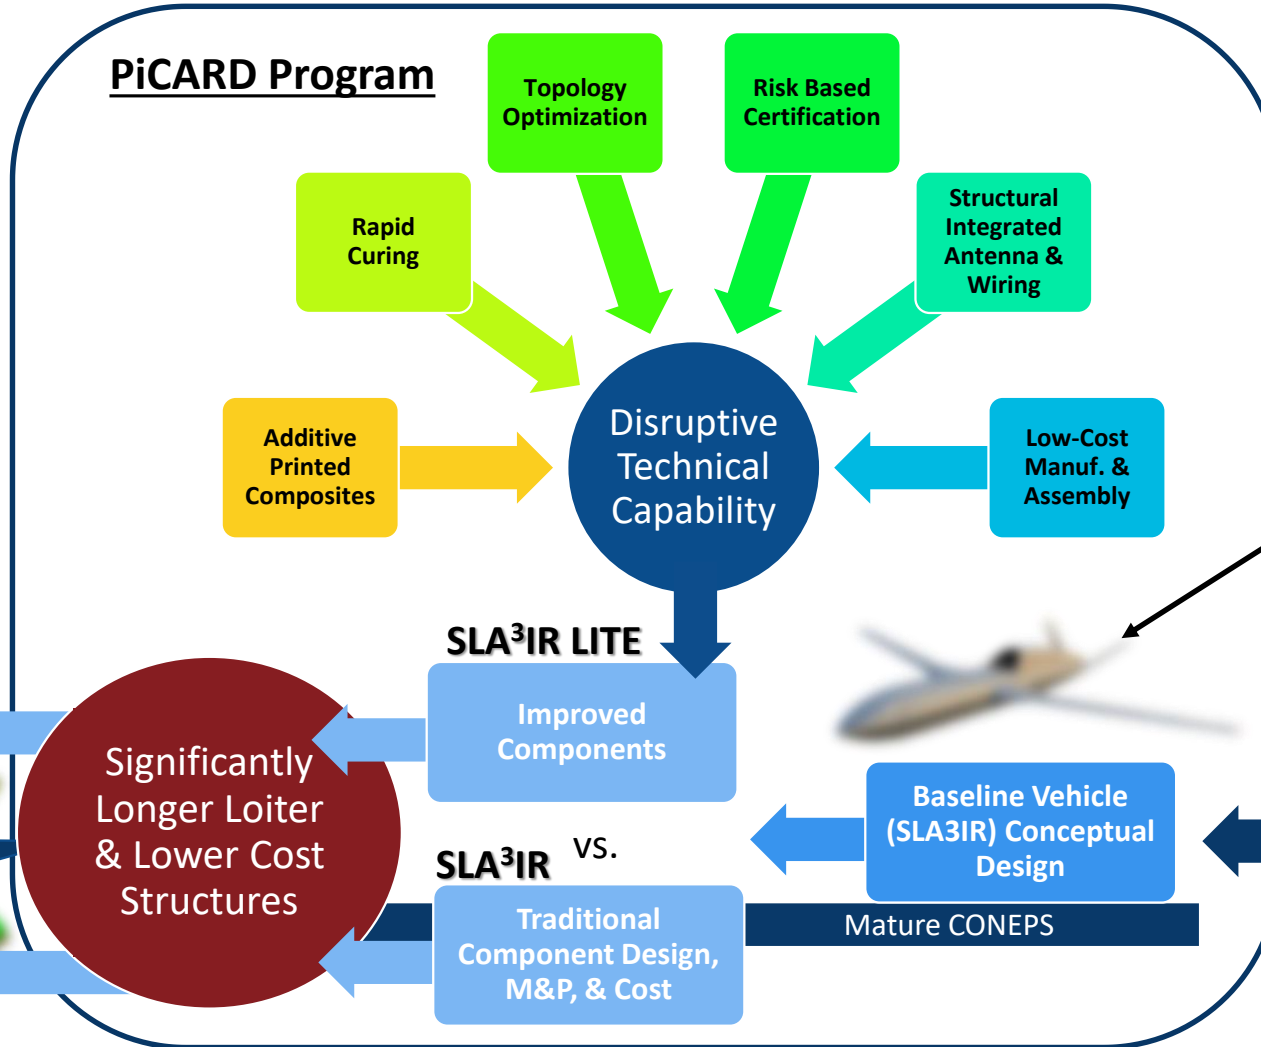 PiCARD Program
Topology
Optimization
Risk Based
Certification
Rapid
Curing
Structural
Integrated
Antenna &
Wiring
Additive
Printed
Composites
Disruptive
Technical
Capability
Low-Cost
Manuf. &
Assembly
SLA³IR LITE
Improved
Components
Significantly
Longer Loiter
& Lower Cost
Structures
Baseline Vehicle
(SLA3IR) Conceptual
Design
vs.
SLA³IR
Traditional
Component Design,
M&P, & Cost
Mature CONEPS